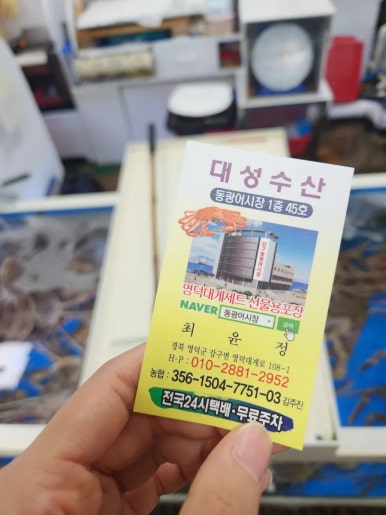 대성수산
동광어시장 1층 45호
영덕대게세트 선물용포장
NAVER 동광어시장 검색
최 윤 정
경북 영덕군 강구면 영덕대게로 108-1
H·P : 010-2881-2952
농협 : 356-1504-7751-03 김주진
전국24시택배·무료주차